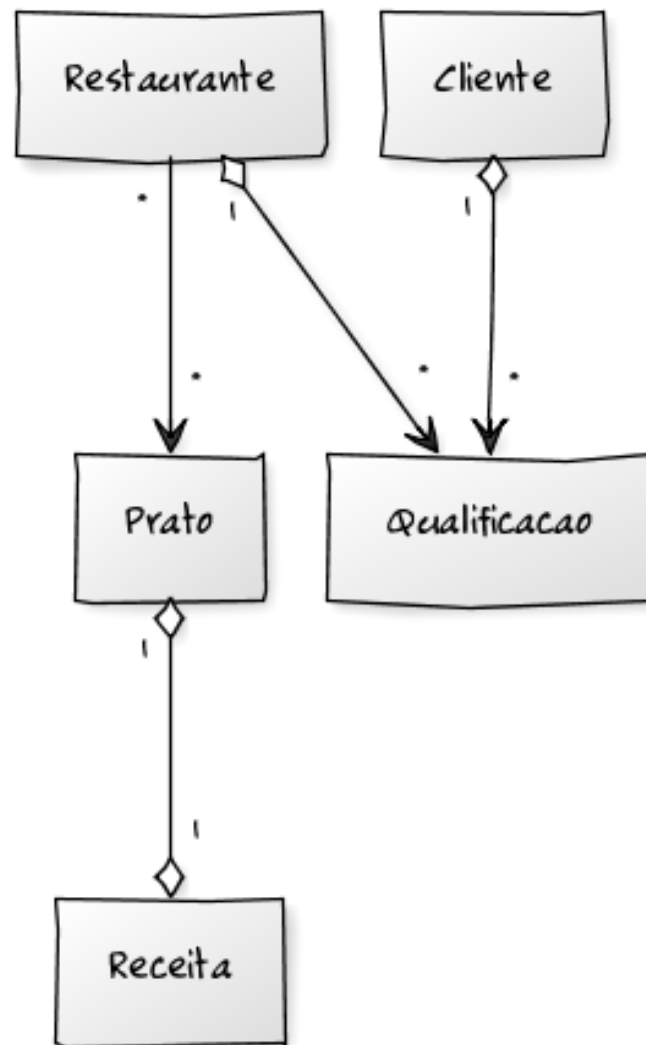 Restaurante
Cliente
*
1
1
*
*
*
Prato
Qualificacao
1
1
Receita